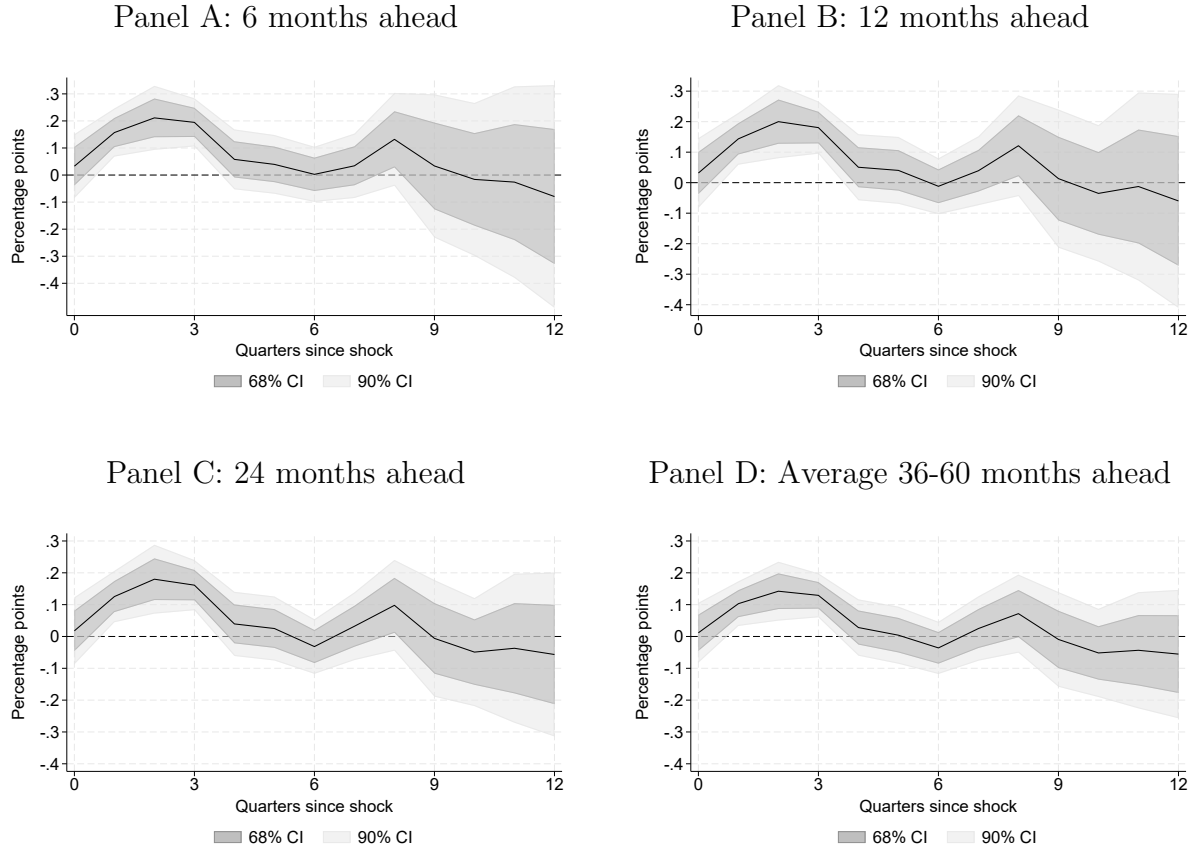 Panel A: 6 months ahead
Percentage points
.3
.2
.1
0
-.1
-.2
-.3
-.4
0 3 6 9 12
Quarters since shock
68% CI 90% CI
Panel B: 12 months ahead
Percentage points
.3
.2
.1
0
-.1
-.2
-.3
-.4
0 3 6 9 12
Quarters since shock
68% CI 90% CI
Panel C: 24 months ahead
Percentage points
.3
.2
.1
0
-.1
-.2
-.3
-.4
0 3 6 9 12
Quarters since shock
68% CI 90% CI
Panel D: Average 36-60 months ahead
Percentage points
.3
.2
.1
0
-.1
-.2
-.3
-.4
0 3 6 9 12
Quarters since shock
68% CI 90% CI